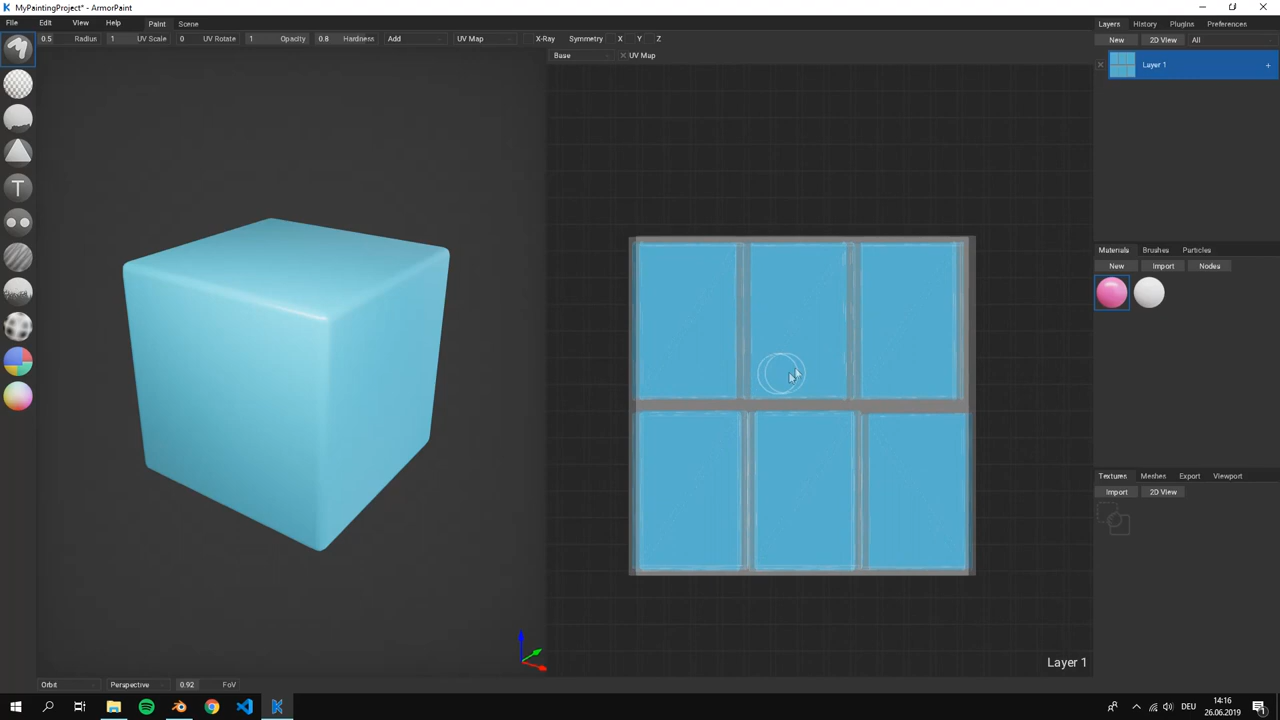 MyPaintingProject* - ArmorPaint
File Edit View Help Paint Scene
Layers History Plugins Preferences
0.5 Radius 1 UV Scale 0 UV Rotate 1 Opacity 0.8 Hardness Add UV Map X-Ray Symmetry X Y Z
New 2D View All
Base UV Map
Layer 1
T
Materials Brushes Particles
New Import Nodes
Textures Meshes Export Viewport
Import 2D View
Layer 1
Orbit Perspective 0.92 FoV
14:16
DEU
26.06.2019
1